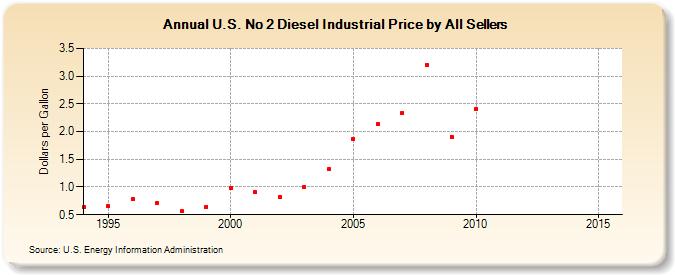 Annual U.S. No 2 Diesel Industrial Price by All Sellers
Dollars per Gallon
3.5
3.0
2.5
2.0
1.5
1.0
0.5
1995 2000 2005 2010 2015
Source: U.S. Energy Information Administration